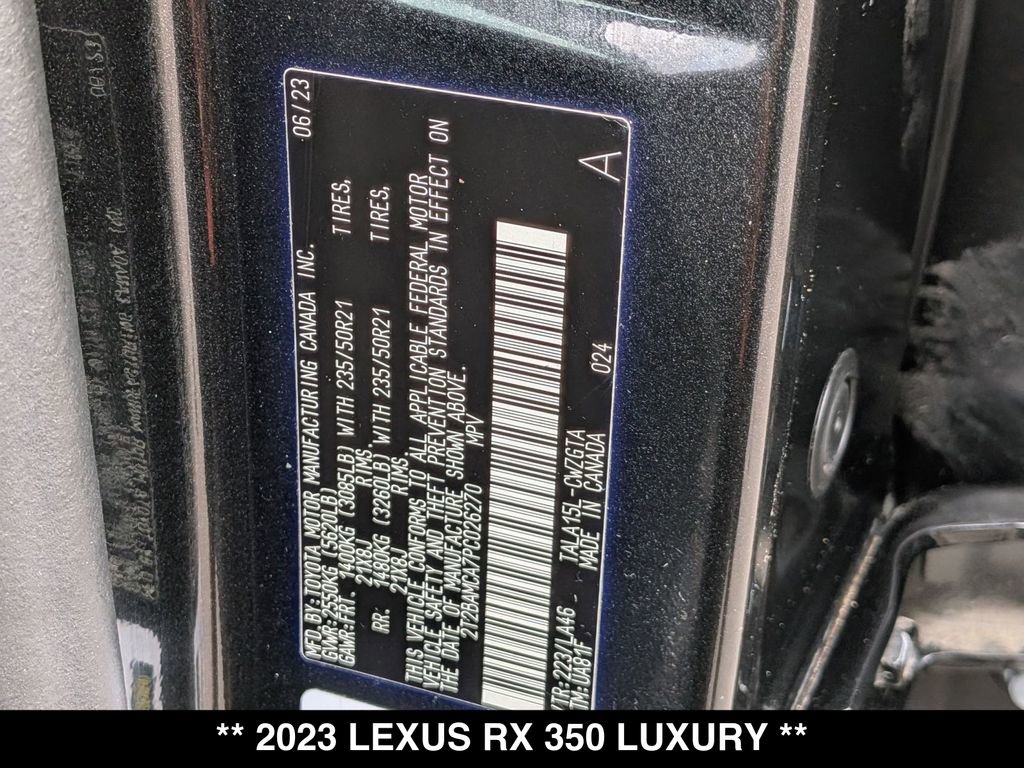 MFD.BY:TOYOTA MOTOR MANUFACTURING CANADA INC. 06/23
GVWR:2550KG (5620LB)
GAWR:FRT. 1400KG (3085LB) WITH 235/50R21 TIRES,
21X8J RIMS,
RR. 1480KG (3260LB) WITH 235/50R21 TIRES,
21X8J RIMS.
THIS VEHICLE CONFORMS TO ALL APPLICABLE FEDERAL MOTOR
VEHICLE SAFETY AND THEFT PREVENTION STANDARDS IN EFFECT ON
THE DATE OF MANUFACTURE SHOWN ABOVE.
2T2BAMCA7PC026270 MPV
A
C/TR:223/LA46 TALA15L-CWZGTA 024
A/TM:UA81F MADE IN CANADA
** 2023 LEXUS RX 350 LUXURY **